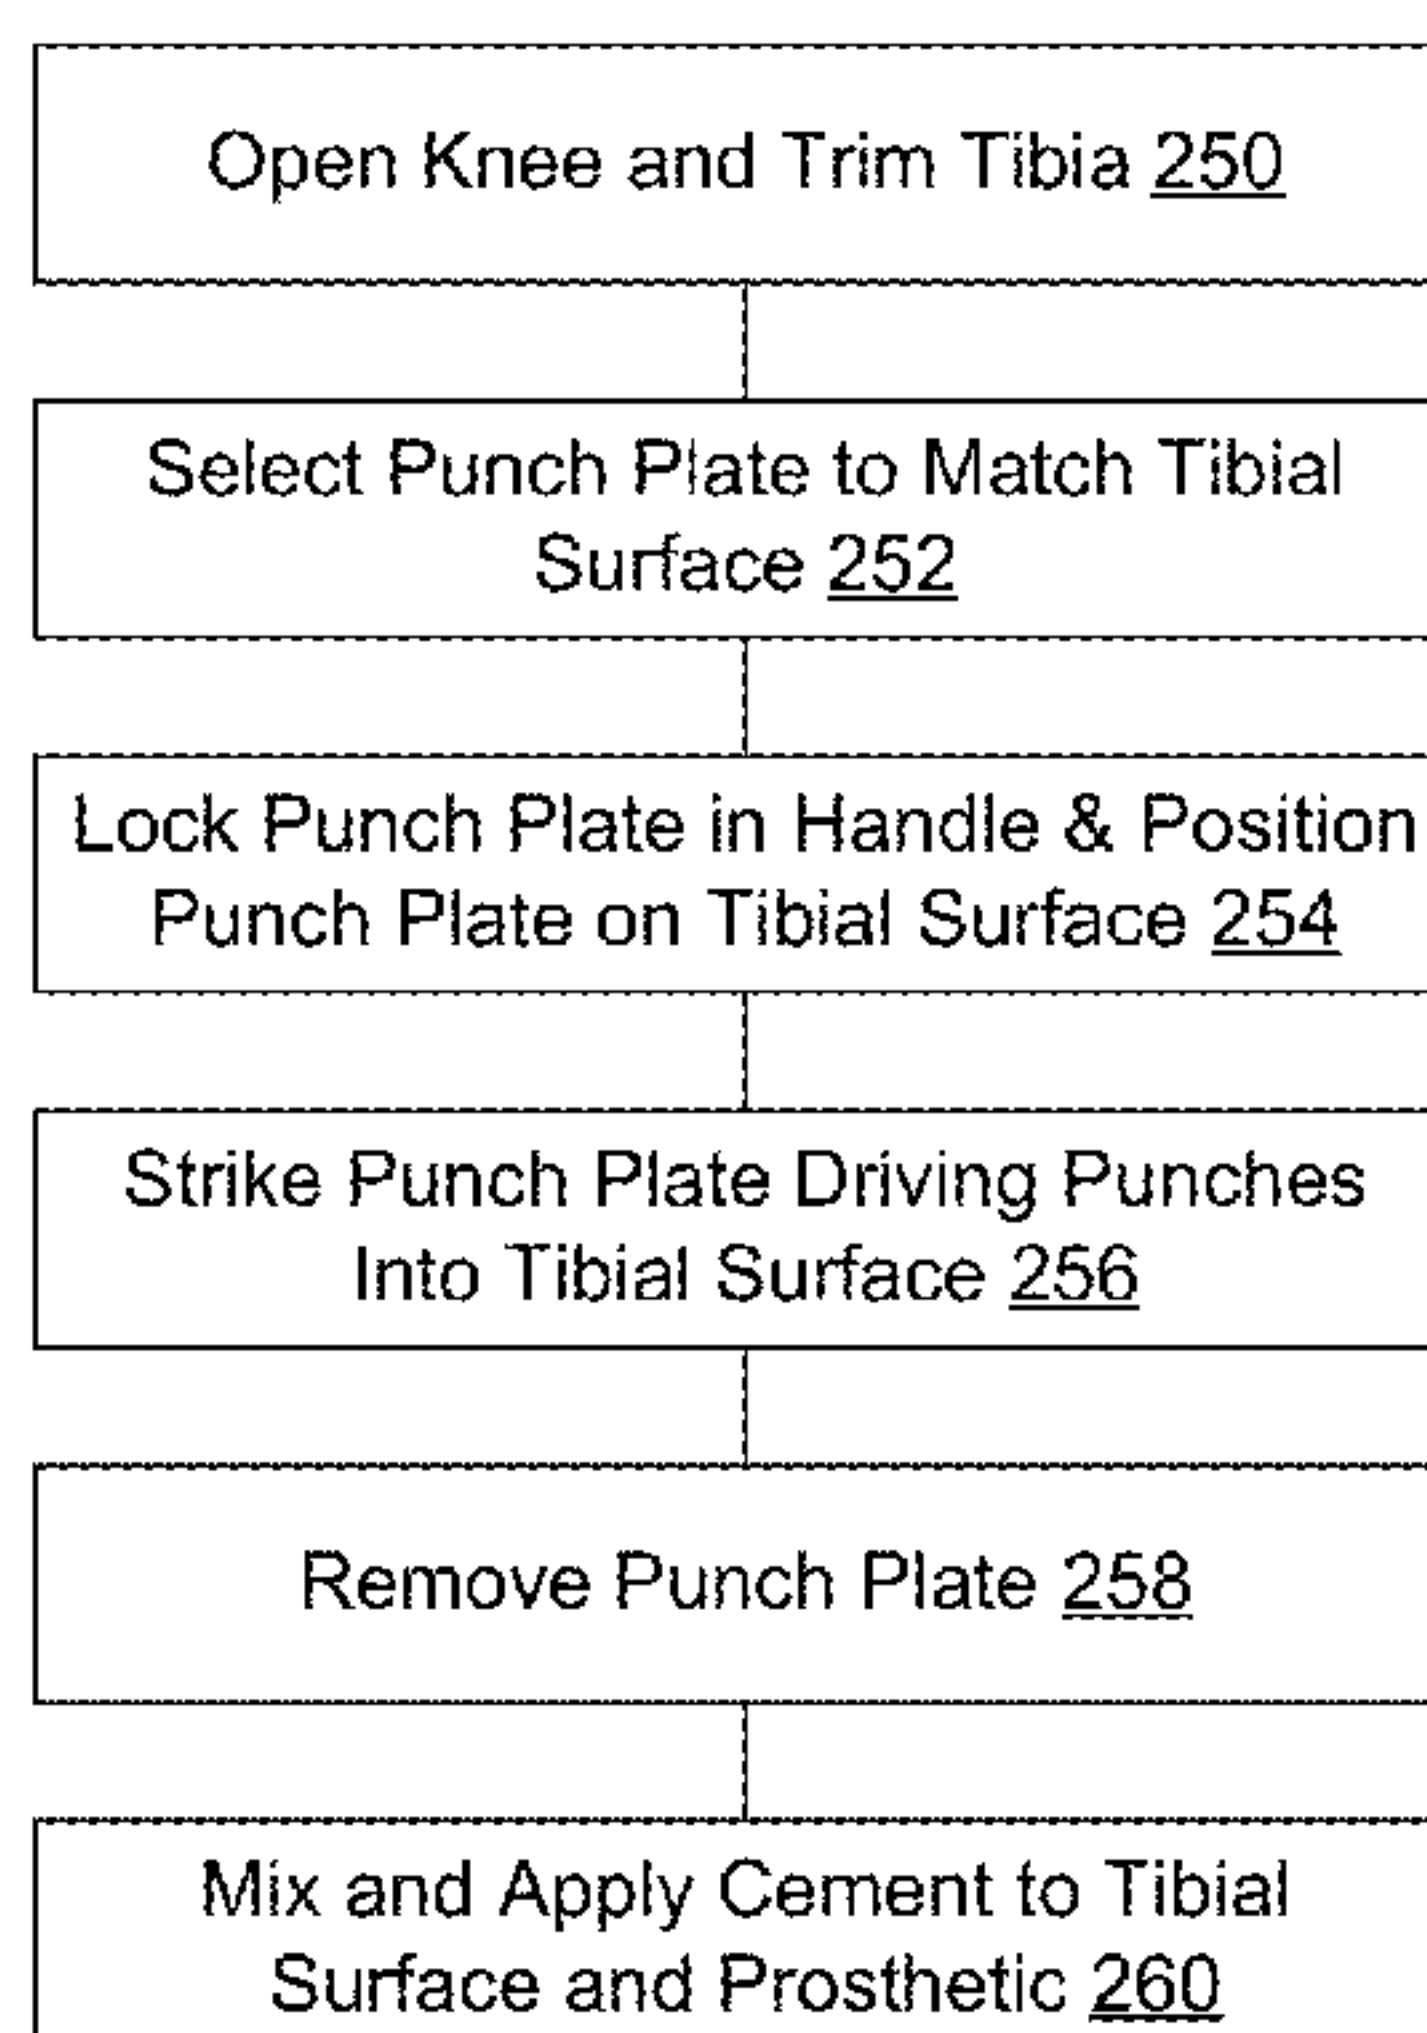 Open Knee and Trim Tibia 250
Select Punch Plate to Match Tibial
Surface 252
Lock Punch Plate in Handle & Position
Punch Plate on Tibial Surface 254
Strike Punch Plate Driving Punches
Into Tibial Surface 256
Remove Punch Plate 258
Mix and Apply Cement to Tibial
Surface and Prosthetic 260